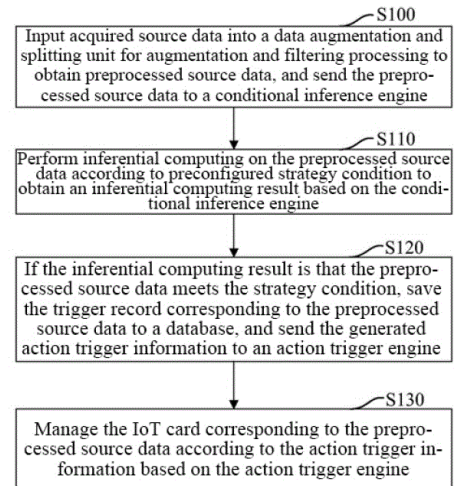 S100
Input acquired source data into a data augmentation and
splitting unit for augmentation and filtering processing to
obtain preprocessed source data, and send the prepro-
cessed source data to a conditional inference engine
S110
Perform inferential computing on the preprocessed source
data according to preconfigured strategy condition to
obtain an inferential computing result based on the condi-
tional inference engine
S120
If the inferential computing result is that the prepro-
cessed source data meets the strategy condition, save
the trigger record corresponding to the preprocessed
source data to a database, and send the generated
action trigger information to an action trigger engine
S130
Manage the IoT card corresponding to the prepro-
cessed source data according to the action trigger in-
formation based on the action trigger engine